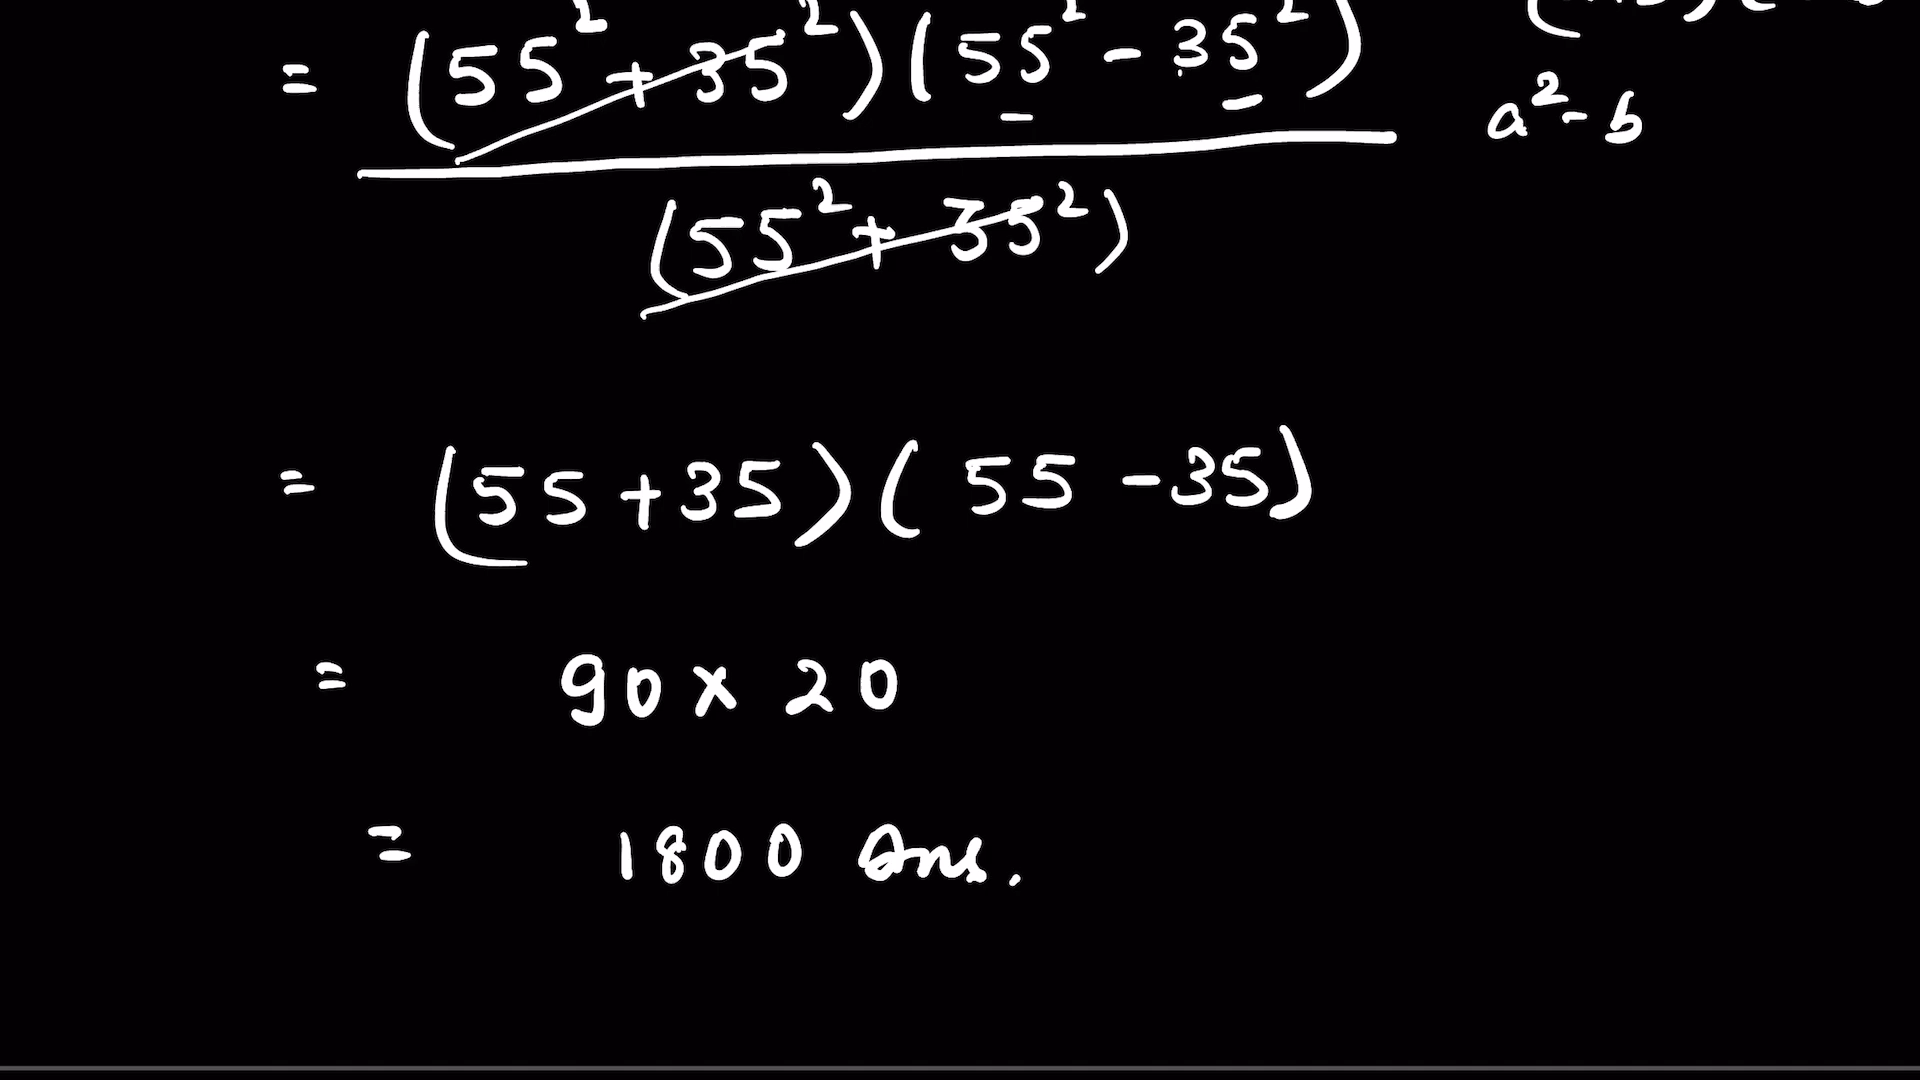 = (55² + 35²)(55² - 35²)
a² - b
(55² + 35²)
= (55 + 35)(55 - 35)
= 90 x 20
= 1800 Ans.